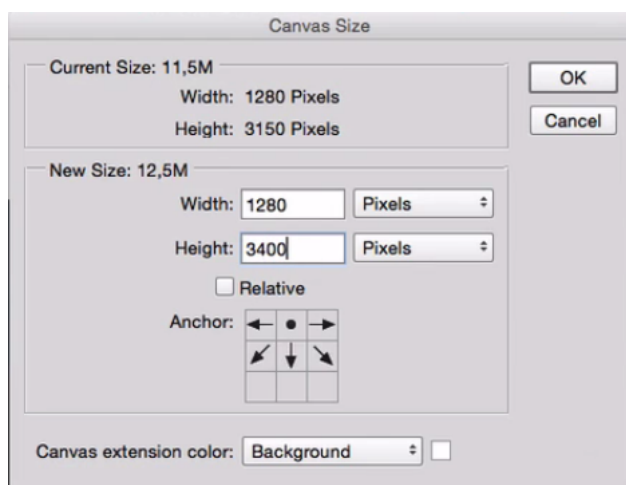 Canvas Size
Current Size: 11,5M
Width: 1280 Pixels
Height: 3150 Pixels
OK
Cancel
New Size: 12,5M
Width: 1280 Pixels
Height: 3400 Pixels
Relative
Anchor:
Canvas extension color: Background